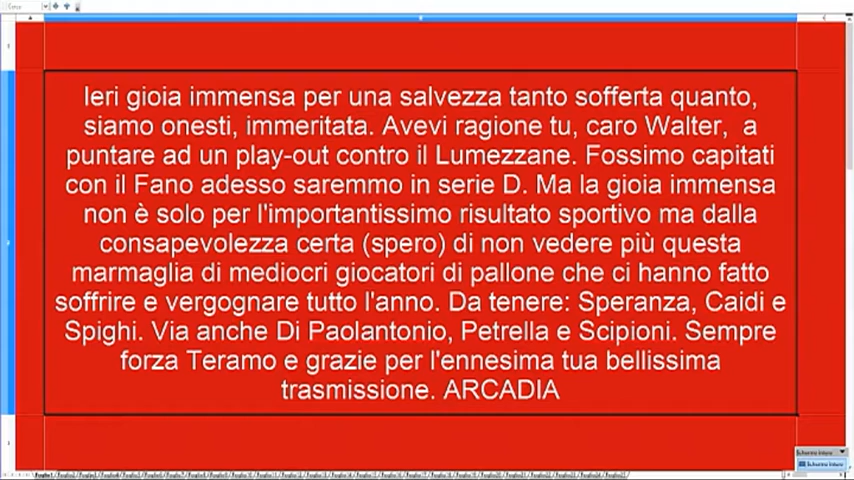 Ieri gioia immensa per una salvezza tanto sofferta quanto,
siamo onesti, immeritata. Avevi ragione tu, caro Walter,  a
puntare ad un play-out contro il Lumezzane. Fossimo capitati
con il Fano adesso saremmo in serie D. Ma la gioia immensa
non è solo per l'importantissimo risultato sportivo ma dalla
consapevolezza certa (spero) di non vedere più questa
marmaglia di mediocri giocatori di pallone che ci hanno fatto
soffrire e vergognare tutto l'anno. Da tenere: Speranza, Caidi e
Spighi. Via anche Di Paolantonio, Petrella e Scipioni. Sempre
forza Teramo e grazie per l'ennesima tua bellissima
trasmissione. ARCADIA
Schermo intero
Schermo intero